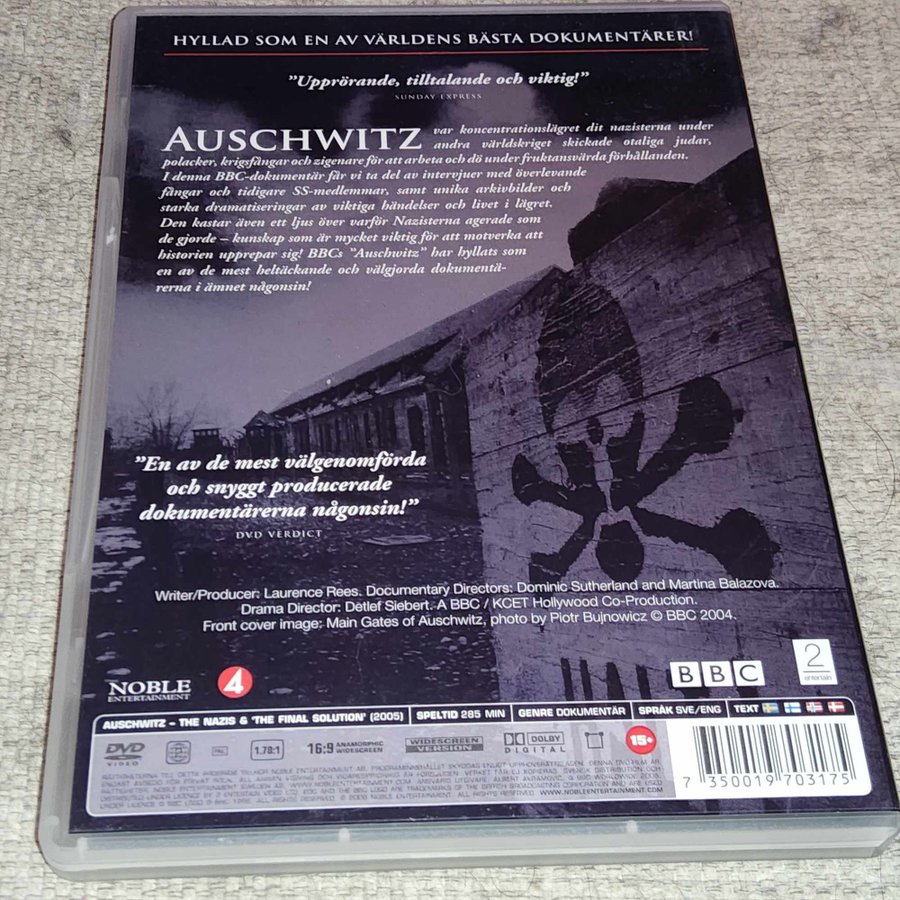 HYLLAD SOM EN AV VÄRLDENS BÄSTA DOKUMENTÄRER!
"Upprörande, tilltalande och viktig!"
SUNDAY EXPRESS
AUSCHWITZ var koncentrationslägret dit nazisterna under
andra världskriget skickade otaliga judar,
polacker, krigsfångar och zigenare för att arbeta och dö under fruktansvärda förhållanden.
I denna BBC-dokumentär får vi ta del av intervjuer med överlevande
fångar och tidigare SS-medlemmar, samt unika arkivbilder och
starka dramatiseringar av viktiga händelser och livet i lägret.
Den kastar även ett ljus över varför Nazisterna agerade som
de gjorde – kunskap som är mycket viktig för att motverka att
historien upprepar sig! BBCs "Auschwitz" har hyllats som
en av de mest heltäckande och välgjorda dokumentä-
rerna i ämnet någonsin!
"En av de mest välgenomförda
och snyggt producerade
dokumentärerna någonsin!"
DVD VERDICT
Writer/Producer: Laurence Rees. Documentary Directors: Dominic Sutherland and Martina Balazova.
Drama Director: Detlef Siebert. A BBC / KCET Hollywood Co-Production.
Front cover image: Main Gates of Auschwitz, photo by Piotr Bujnowicz © BBC 2004.
NOBLE
ENTERTAINMENT
4
BBC
2
entertain
AUSCHWITZ – THE NAZIS & 'THE FINAL SOLUTION' (2005) SPELTID 285 MIN GENRE DOKUMENTÄR SPRÅK SVE/ENG TEXT
DVD
VIDEO
PAL
1.78:1
16:9 ANAMORPHIC
WIDESCREEN
WIDESCREEN
VERSION
DOLBY
DIGITAL
15+
WWW.NOBLEENTERTAINMENT.COM
7 350019 703175